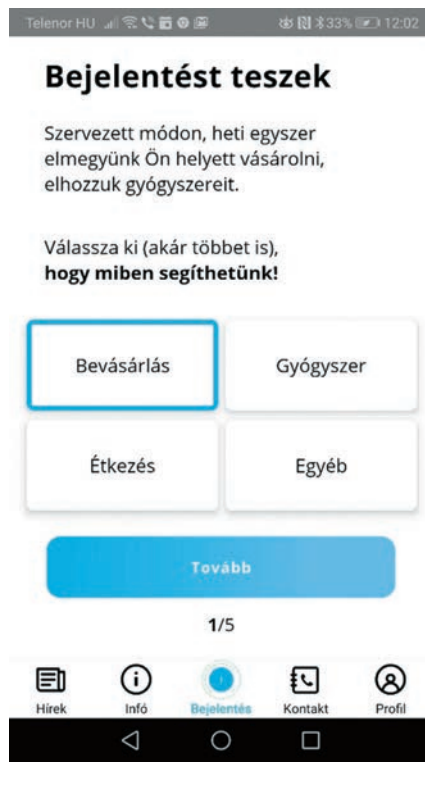 Telenor HU 33% 12:02
Bejelentést teszek
Szervezett módon, heti egyszer
elmegyünk Ön helyett vásárolni,
elhozzuk gyógyszereit.
Válassza ki (akár többet is),
hogy miben segíthetünk!
Bevásárlás Gyógyszer
Étkezés Egyéb
Tovább
1/5
Hírek Infó Bejelentés Kontakt Profil